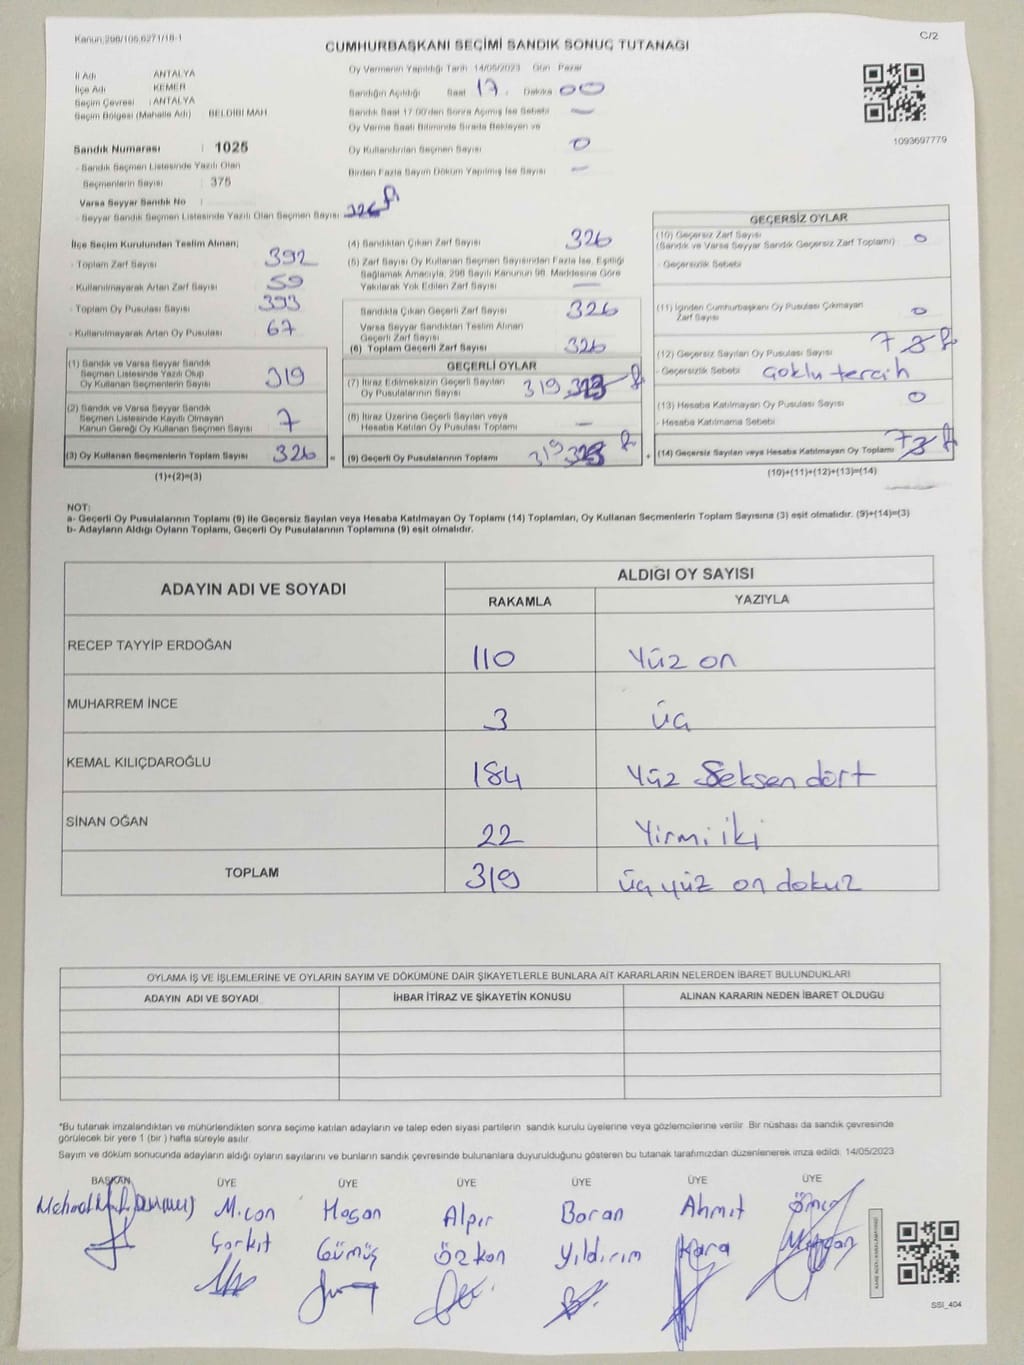 Kanun:298/105,6271/18-1
C/2
CUMHURBAŞKANI SEÇİMİ SANDIK SONUÇ TUTANAĞI
İl Adı ANTALYA
İlçe Adı KEMER
Seçim Çevresi : ANTALYA
Seçim Bölgesi (Mahalle Adı) BELDİBİ MAH
Sandık Numarası : 1025
- Sandık Seçmen Listesinde Yazılı Olan
Seçmenlerin Sayısı : 375
Varsa Seyyar Sandık No :
- Seyyar Sandık Seçmen Listesinde Yazılı Olan Seçmen Sayısı 326
Oy Vermenin Yapıldığı Tarih 14/05/2023 Gün Pazar
Sandığın Açıldığı Saat 17 : Dakika 00
Sandık Saat 17:00'den Sonra Açımış İse Sebebi —
Oy Verme Saati Bitiminde Sırada Bekleyen ve
Oy Kullandırılan Seçmen Sayısı 0
Birden Fazla Sayım Döküm Yapılmış İse Sayısı —
1093697779
İlçe Seçim Kurulundan Teslim Alınan;
- Toplam Zarf Sayısı 392
- Kullanılmayarak Artan Zarf Sayısı 59
- Toplam Oy Pusulası Sayısı 393
- Kullanılmayarak Artan Oy Pusulası 67
(1) Sandık ve Varsa Seyyar Sandık
Seçmen Listesinde Yazılı Olup
Oy Kullanan Seçmenlerin Sayısı 319
(2) Sandık ve Varsa Seyyar Sandık
Seçmen Listesinde Kayıtlı Olmayan
Kanun Gereği Oy Kullanan Seçmen Sayısı 7
(3) Oy Kullanan Seçmenlerin Toplam Sayısı 326 =
(1)+(2)=(3)
(4) Sandıktan Çıkan Zarf Sayısı 326
(5) Zarf Sayısı Oy Kullanan Seçmen Sayısından Fazla İse, Eşitliği
Sağlamak Amacıyla, 298 Sayılı Kanunun 98. Maddesine Göre
Yakılarak Yok Edilen Zarf Sayısı —
Sandıkta Çıkan Geçerli Zarf Sayısı 326
Varsa Seyyar Sandıktan Teslim Alınan
Geçerli Zarf Sayısı
(6) Toplam Geçerli Zarf Sayısı 326
GEÇERLİ OYLAR
(7) İtiraz Edilmeksizin Geçerli Sayılan
Oy Pusulasının Sayısı 319
(8) İtiraz Üzerine Geçerli Sayılan veya
Hesaba Katılan Oy Pusulası Toplamı —
(9) Geçerli Oy Pusulalarının Toplamı 319 +
GEÇERSİZ OYLAR
(10) Geçersiz Zarf Sayısı 0
(Sandık ve Varsa Seyyar Sandık Geçersiz Zarf Toplamı)
- Geçersizlik Sebebi
(11) İçinden Cumhurbaşkanı Oy Pusulası Çıkmayan
Zarf Sayısı 0
(12) Geçersiz Sayılan Oy Pusulası Sayısı 7
- Geçersizlik Sebebi Çoklu tercih
(13) Hesaba Katılmayan Oy Pusulası Sayısı 0
- Hesaba Katılmama Sebebi
(14) Geçersiz Sayılan veya Hesaba Katılmayan Oy Toplamı 7
(10)+(11)+(12)+(13)=(14)
NOT:
a- Geçerli Oy Pusulalarının Toplamı (9) ile Geçersiz Sayılan veya Hesaba Katılmayan Oy Toplamı (14) Toplamları, Oy Kullanan Seçmenlerin Toplam Sayısına (3) eşit olmalıdır. (9)+(14)=(3)
b- Adayların Aldığı Oyların Toplamı, Geçerli Oy Pusulalarının Toplamına (9) eşit olmalıdır.
ADAYIN ADI VE SOYADI
ALDIĞI OY SAYISI
RAKAMLA YAZIYLA
RECEP TAYYİP ERDOĞAN 110 Yüz on
MUHARREM İNCE 3 üç
KEMAL KILIÇDAROĞLU 184 Yüz Seksen dört
SİNAN OĞAN 22 Yirmi iki
TOPLAM 319 üç yüz on dokuz
OYLAMA İŞ VE İŞLEMLERİNE VE OYLARIN SAYIM VE DÖKÜMÜNE DAİR ŞİKAYETLERLE BUNLARA AİT KARARLARIN NELERDEN İBARET BULUNDUKLARI
ADAYIN ADI VE SOYADI İHBAR İTİRAZ VE ŞİKAYETİN KONUSU ALINAN KARARIN NEDEN İBARET OLDUĞU
*Bu tutanak imzalandıktan ve mühürlendikten sonra seçime katılan adayların ve talep eden siyasi partilerin sandık kurulu üyelerine veya gözlemcilerine verilir. Bir nüshası da sandık çevresinde
görülecek bir yere 1 (bir) hafta süreyle asılır.
Sayım ve döküm sonucunda adayların aldığı oyların sayılarını ve bunların sandık çevresinde bulunanlara duyurulduğunu gösteren bu tutanak tarafımızdan düzenlenerek imza edildi. 14/05/2023
BAŞKAN ÜYE ÜYE ÜYE ÜYE ÜYE ÜYE
Hasan Alper Baran Ahmet Ömer
Gümüş Özkan Yıldırım Kara
SSI_404